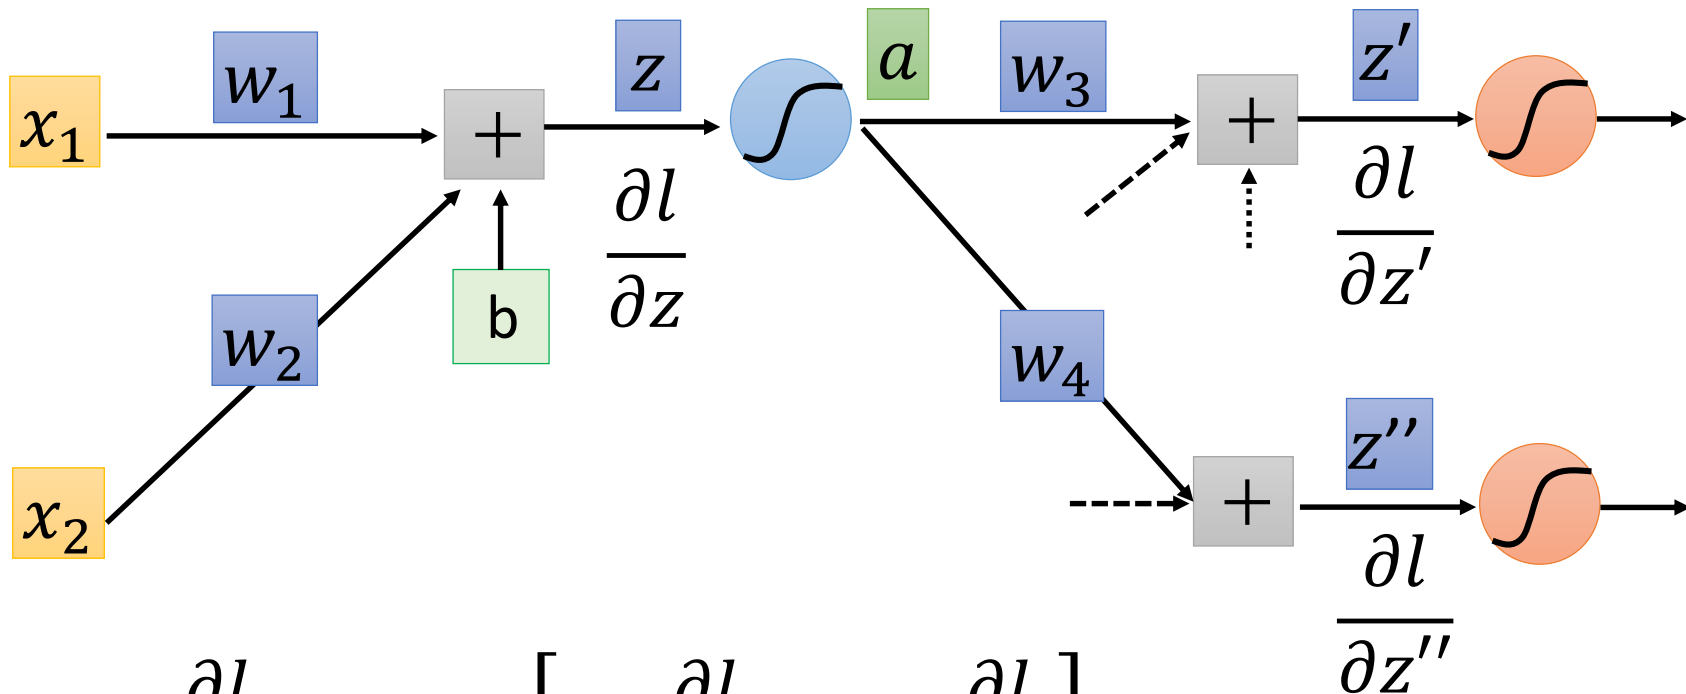 x₁
w₁
+
z
a
w₃
+
z′
∂l
∂z
∂l
∂z′
b
w₂
w₄
x₂
+
z″
∂l
∂z″
∂l [ ∂l ∂l ]